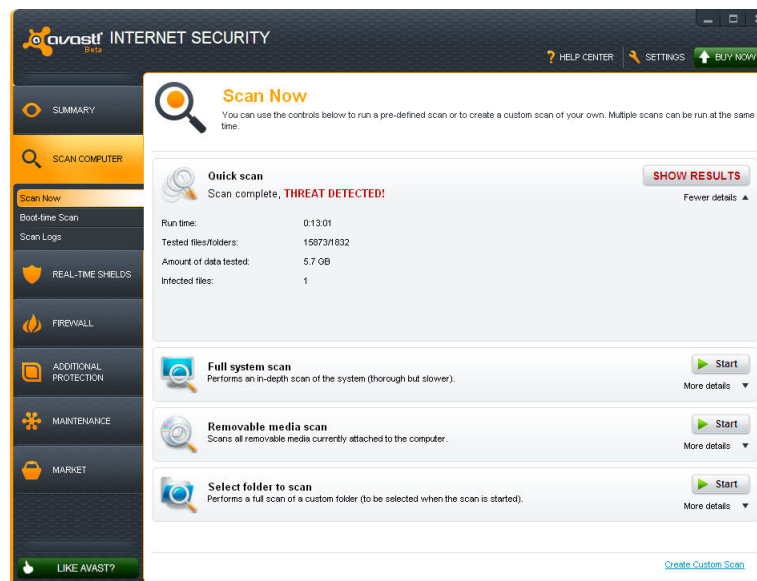 avast! INTERNET SECURITY
Beta
HELP CENTER
SETTINGS
BUY NOW
SUMMARY
SCAN COMPUTER
Scan Now
Boot-time Scan
Scan Logs
REAL-TIME SHIELDS
FIREWALL
ADDITIONAL
PROTECTION
MAINTENANCE
MARKET
LIKE AVAST?
Scan Now
You can use the controls below to run a pre-defined scan or to create a custom scan of your own. Multiple scans can be run at the same
time.
Quick scan
SHOW RESULTS
Scan complete, THREAT DETECTED!
Fewer details
Run time: 0:13:01
Tested files/folders: 15873/1832
Amount of data tested: 5.7 GB
Infected files: 1
Full system scan
Start
Performs an in-depth scan of the system (thorough but slower).
More details
Removable media scan
Start
Scans all removable media currently attached to the computer.
More details
Select folder to scan
Start
Performs a full scan of a custom folder (to be selected when the scan is started).
More details
Create Custom Scan